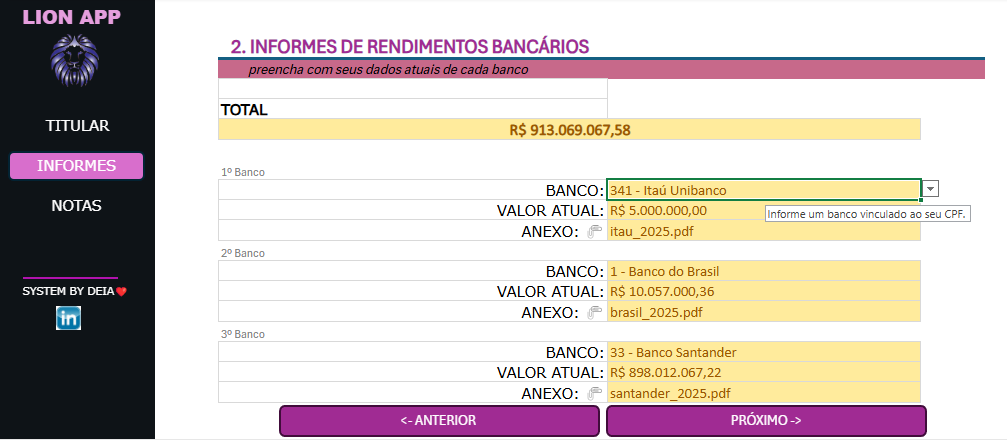 LION APP
TITULAR
INFORMES
NOTAS
SYSTEM BY DEIA
in
2. INFORMES DE RENDIMENTOS BANCÁRIOS
preencha com seus dados atuais de cada banco
TOTAL
R$ 913.069.067,58
1º Banco
BANCO: 341 - Itaú Unibanco
Informe um banco vinculado ao seu CPF.
VALOR ATUAL: R$ 5.000.000,00
ANEXO: itau_2025.pdf
2º Banco
BANCO: 1 - Banco do Brasil
VALOR ATUAL: R$ 10.057.000,36
ANEXO: brasil_2025.pdf
3º Banco
BANCO: 33 - Banco Santander
VALOR ATUAL: R$ 898.012.067,22
ANEXO: santander_2025.pdf
<- ANTERIOR
PRÓXIMO ->